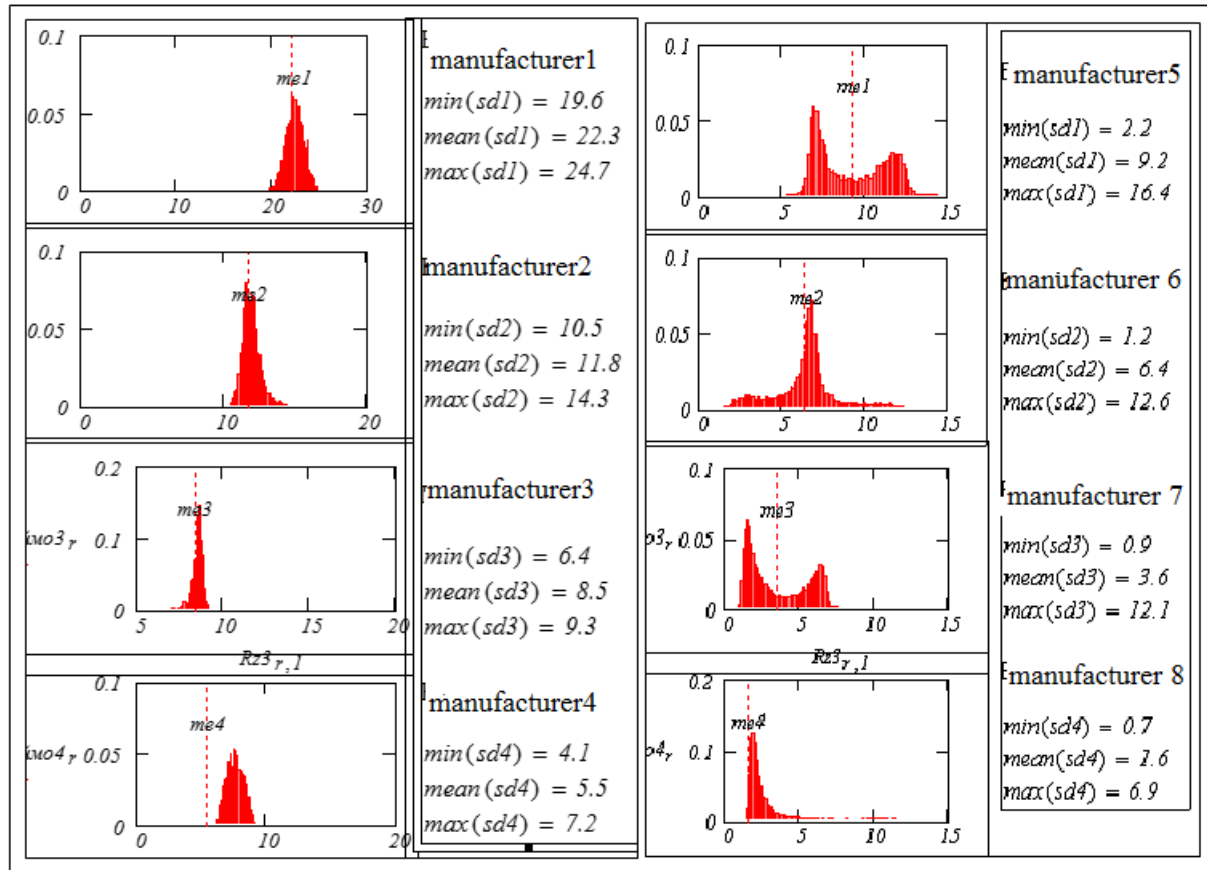 0.1
me1
0.05
0
0 10 20 30
manufacturer1
min(sd1) = 19.6
mean(sd1) = 22.3
max(sd1) = 24.7
0.1
me2
0.05
0
0 10 20
manufacturer2
min(sd2) = 10.5
mean(sd2) = 11.8
max(sd2) = 14.3
0.2
me3
0.1
0
5 10 15 20
Rz3 r,1
manufacturer3
min(sd3) = 6.4
mean(sd3) = 8.5
max(sd3) = 9.3
0.1
me4
0.05
0
0 10 20
manufacturer4
min(sd4) = 4.1
mean(sd4) = 5.5
max(sd4) = 7.2
0.1
me1
0.05
0
0 5 10 15
manufacturer5
min(sd1) = 2.2
mean(sd1) = 9.2
max(sd1) = 16.4
0.1
me2
0.05
0
0 5 10 15
manufacturer 6
min(sd2) = 1.2
mean(sd2) = 6.4
max(sd2) = 12.6
0.1
me3
0.05
0
0 5 10 15
Rz3 r,1
manufacturer 7
min(sd3) = 0.9
mean(sd3) = 3.6
max(sd3) = 12.1
0.2
me4
0.1
0
0 5 10 15
manufacturer 8
min(sd4) = 0.7
mean(sd4) = 1.6
max(sd4) = 6.9